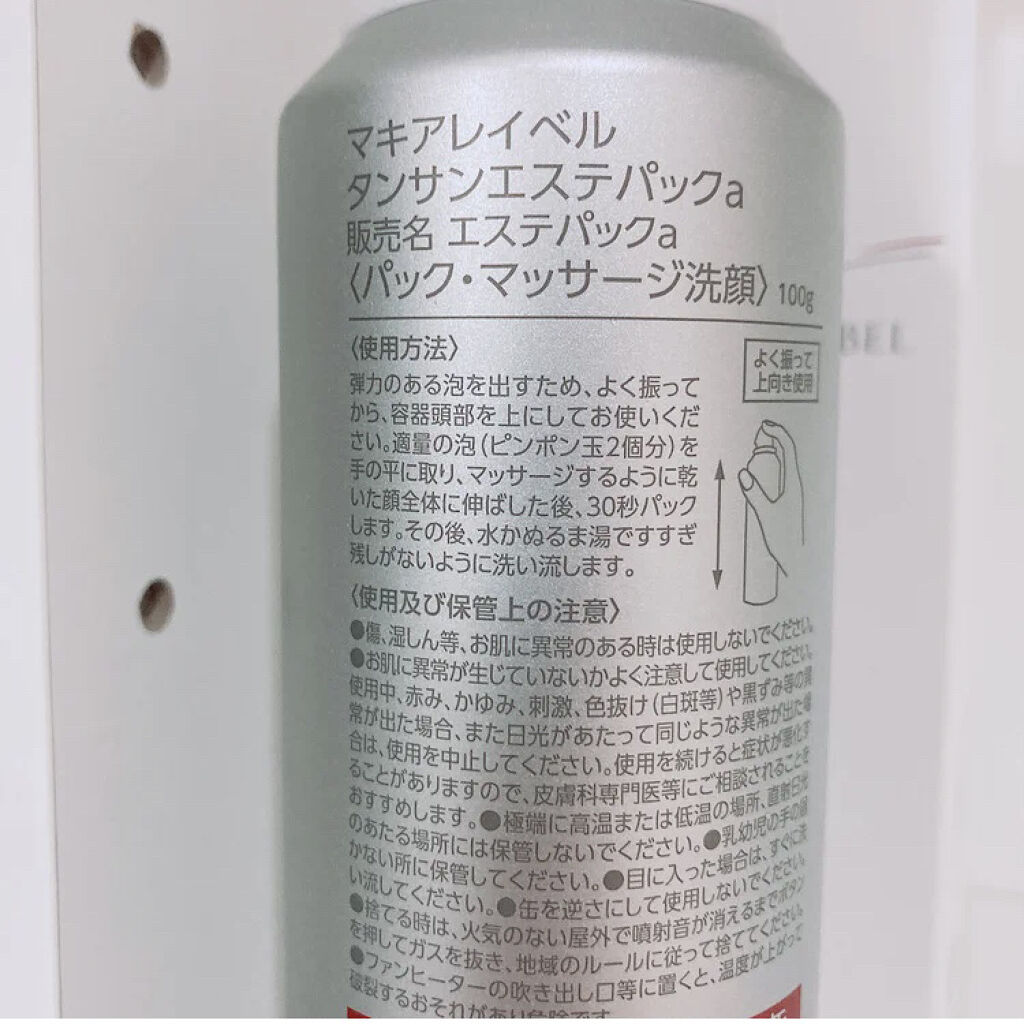 マキアレイベル
タンサンエステパックa
販売名 エステパックa
〈パック・マッサージ洗顔〉 100g
〈使用方法〉
よく振って
上向き使用
弾力のある泡を出すため、よく振って
から、容器頭部を上にしてお使いくだ
さい。適量の泡(ピンポン玉2個分)を
手の平に取り、マッサージするように乾
いた顔全体に伸ばした後、30秒パック
します。その後、水かぬるま湯ですすぎ
残しがないように洗い流します。
〈使用及び保管上の注意〉
●傷、湿しん等、お肌に異常のある時は使用しないでください。
●お肌に異常が生じていないかよく注意して使用してください。
使用中、赤み、かゆみ、刺激、色抜け(白斑等)や黒ずみ等の異
常が出た場合、また日光があたって同じような異常が出た場
合は、使用を中止してください。使用を続けると症状が悪化す
ることがありますので、皮膚科専門医等にご相談されることを
おすすめします。●極端に高温または低温の場所、直射日光
のあたる場所には保管しないでください。●乳幼児の手の届
かない所に保管してください。●目に入った場合は、すぐに洗
い流してください。●缶を逆さにして使用しないでください。
●捨てる時は、火気のない屋外で噴射音が消えるまでボタン
を押してガスを抜き、地域のルールに従って捨ててください。
●ファンヒーターの吹き出し口等に置くと、温度が上がって
破裂するおそれがあり危険です
BEL